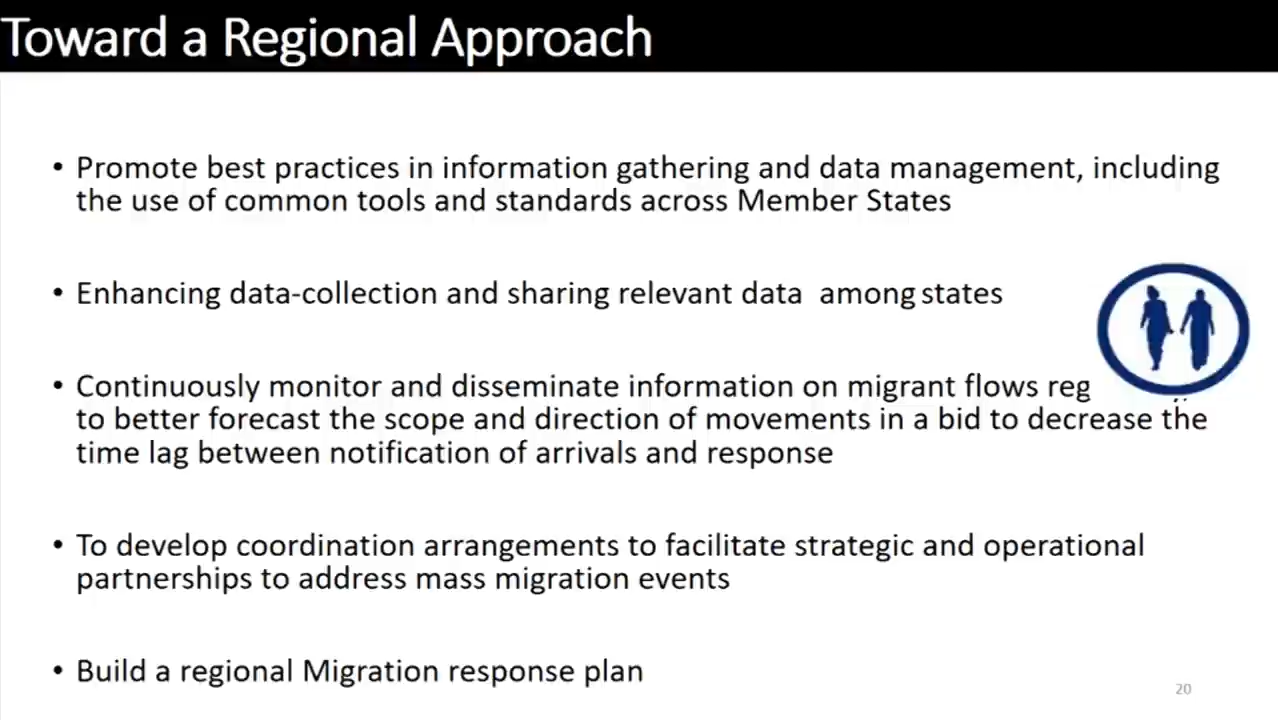 Toward a Regional Approach
• Promote best practices in information gathering and data management, including
the use of common tools and standards across Member States
• Enhancing data-collection and sharing relevant data among states
• Continuously monitor and disseminate information on migrant flows reg
to better forecast the scope and direction of movements in a bid to decrease the
time lag between notification of arrivals and response
• To develop coordination arrangements to facilitate strategic and operational
partnerships to address mass migration events
• Build a regional Migration response plan
20